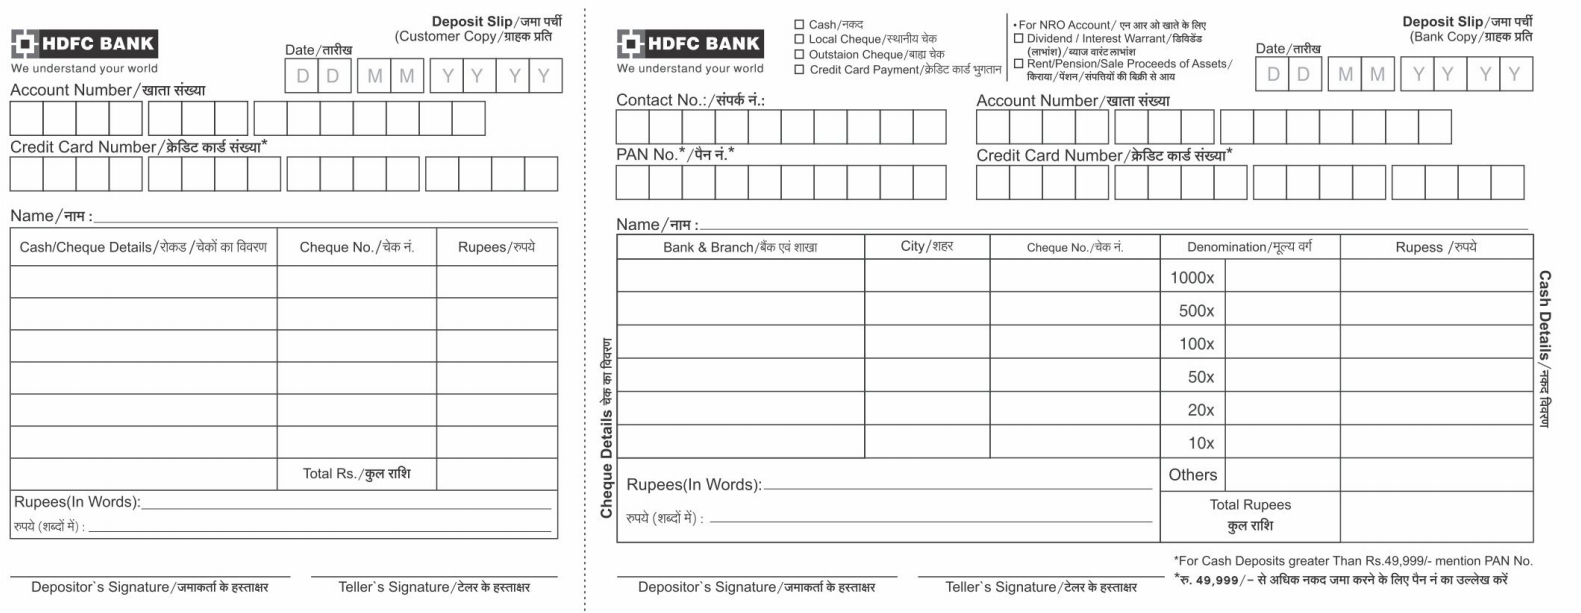 Deposit Slip/जमा पर्ची
(Customer Copy/ग्राहक प्रति
HDFC BANK
We understand your world
Date/तारीख
D D M M Y Y Y Y
Account Number/खाता संख्या
Credit Card Number/क्रेडिट कार्ड संख्या*
Name/नाम :
Cash/Cheque Details/रोकड/चेकों का विवरण Cheque No./चेक नं. Rupees/रुपये
Total Rs./कुल राशि
Rupees(In Words):
रुपये (शब्दों में) :
Depositor`s Signature/जमाकर्ता के हस्ताक्षर Teller`s Signature/टेलर के हस्ताक्षर
HDFC BANK
We understand your world
Cash/नकद
Local Cheque/स्थानीय चेक
Outstaion Cheque/बाह्य चेक
Credit Card Payment/क्रेडिट कार्ड भुगतान
• For NRO Account/ एन आर ओ खाते के लिए
Dividend / Interest Warrant/डिविडेंड
(लाभांश)/ब्याज वारंट लाभांश
Rent/Pension/Sale Proceeds of Assets/
किराया/पेंशन/संपत्तियों की बिक्री से आय
Deposit Slip/जमा पर्ची
(Bank Copy/ग्राहक प्रति
Date/तारीख
D D M M Y Y Y Y
Contact No.:/संपर्क नं.: Account Number/खाता संख्या
PAN No.*/पैन नं.* Credit Card Number/क्रेडिट कार्ड संख्या*
Name/नाम :
Bank & Branch/बैंक एवं शाखा City/शहर Cheque No./चेक नं. Denomination/मूल्य वर्ग Rupess /रुपये
1000x
500x
100x
50x
20x
10x
Others
Cheque Details चेक का विवरण
Cash Details/नकद विवरण
Rupees(In Words):
रुपये (शब्दों में) :
Total Rupees
कुल राशि
*For Cash Deposits greater Than Rs.49,999/- mention PAN No.
*रु. 49,999/– से अधिक नकद जमा करने के लिए पैन नं का उल्लेख करें
Depositor`s Signature/जमाकर्ता के हस्ताक्षर Teller`s Signature/टेलर के हस्ताक्षर